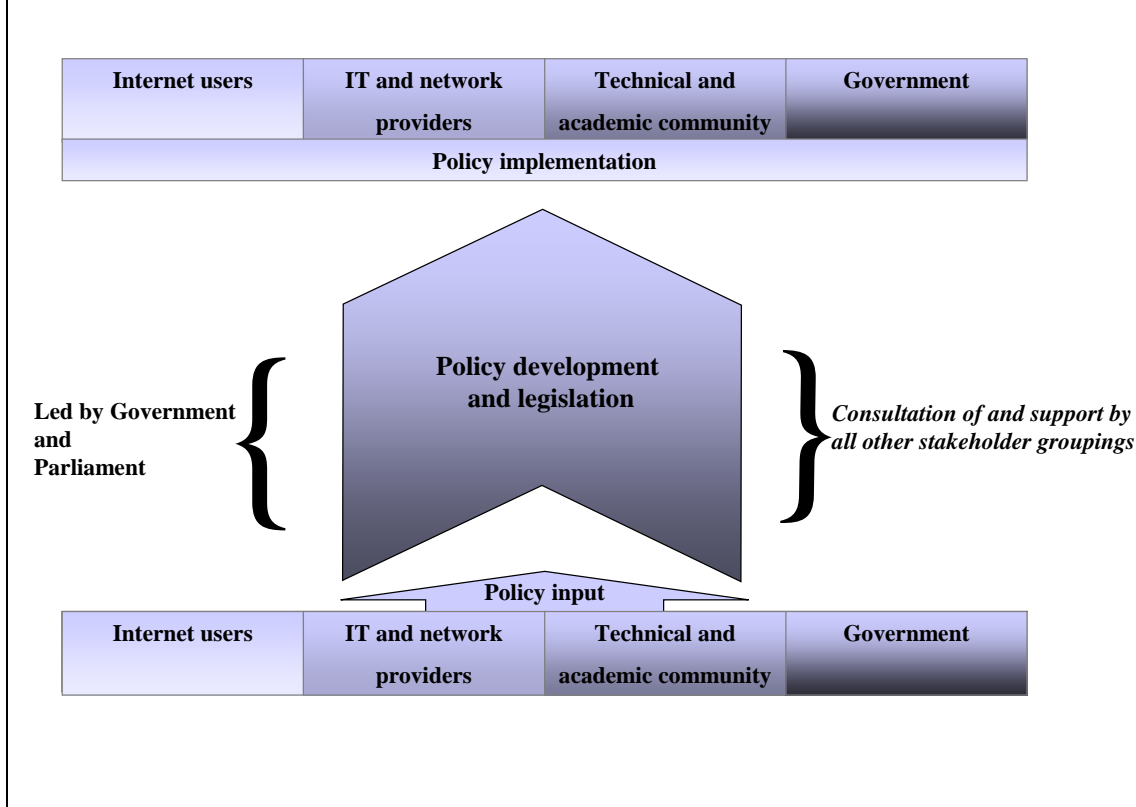 Internet users
IT and network
providers
Technical and
academic community
Government
Policy implementation
Policy development
and legislation
Led by Government
and
Parliament
Consultation of and support by
all other stakeholder groupings
Policy input
Internet users
IT and network
providers
Technical and
academic community
Government